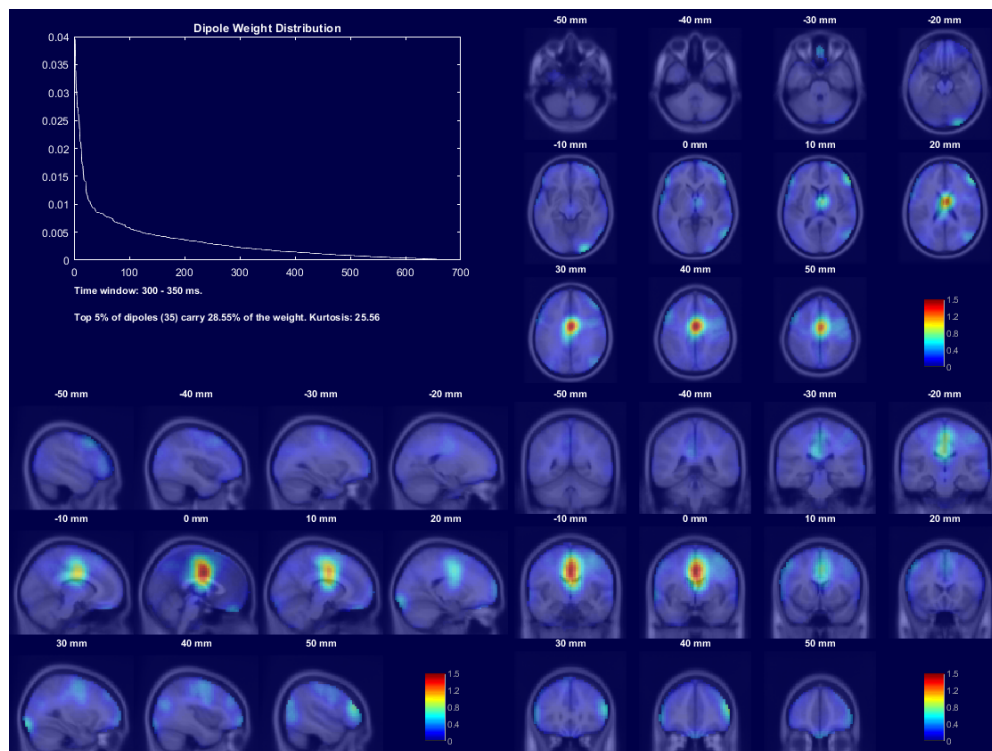 Dipole Weight Distribution
0.04
0.035
0.03
0.025
0.02
0.015
0.01
0.005
0
0 100 200 300 400 500 600 700
Time window: 300 - 350 ms.
Top 5% of dipoles (35) carry 28.55% of the weight. Kurtosis: 25.56
-50 mm -40 mm -30 mm -20 mm
-10 mm 0 mm 10 mm 20 mm
30 mm 40 mm 50 mm
1.5
1.2
0.8
0.4
0
-50 mm -40 mm -30 mm -20 mm
-10 mm 0 mm 10 mm 20 mm
30 mm 40 mm 50 mm
1.5
1.2
0.8
0.4
0
-50 mm -40 mm -30 mm -20 mm
-10 mm 0 mm 10 mm 20 mm
30 mm 40 mm 50 mm
1.5
1.2
0.8
0.4
0